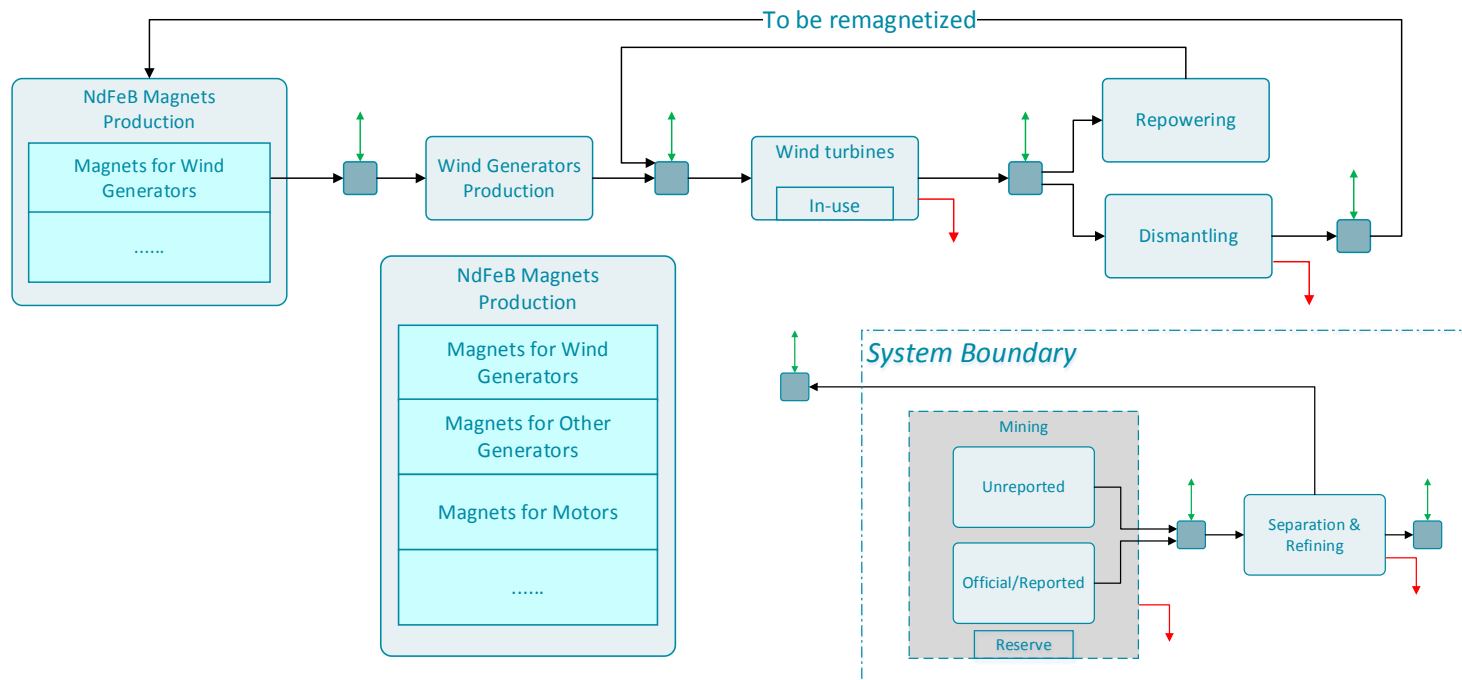 To be remagnetized
NdFeB Magnets
Production
Magnets for Wind
Generators
......
Wind Generators
Production
Wind turbines
In-use
Repowering
Dismantling
NdFeB Magnets
Production
Magnets for Wind
Generators
Magnets for Other
Generators
Magnets for Motors
......
System Boundary
Mining
Unreported
Official/Reported
Reserve
Separation &
Refining